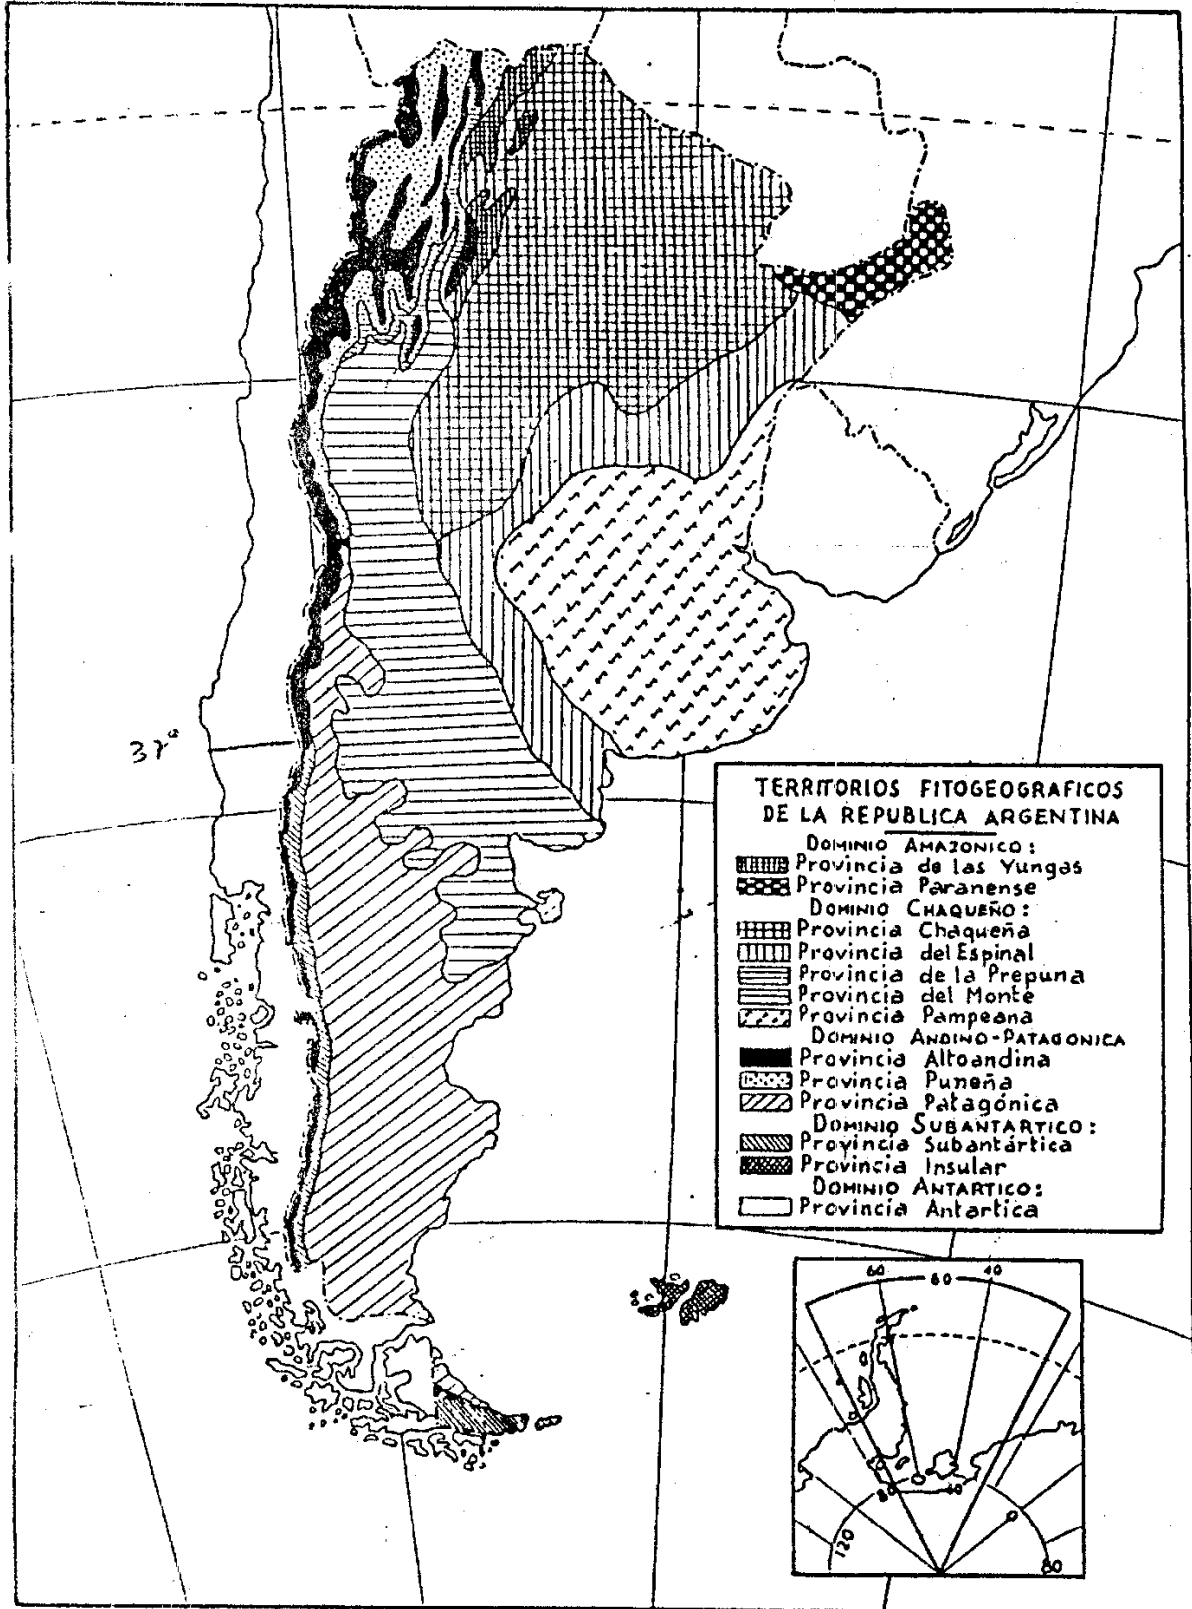 37°
TERRITORIOS FITOGEOGRAFICOS
DE LA REPUBLICA ARGENTINA
DOMINIO AMAZONICO:
Provincia de las Yungas
Provincia Paranense
DOMINIO CHAQUEÑO:
Provincia Chaqueña
Provincia del Espinal
Provincia de la Prepuna
Provincia del Monte
Provincia Pampeana
DOMINIO ANDINO-PATAGONICA
Provincia Altoandina
Provincia Puneña
Provincia Patagónica
DOMINIO SUBANTARTICO:
Provincia Subantártica
Provincia Insular
DOMINIO ANTARTICO:
Provincia Antartica
60 60 40
80 40
120 80